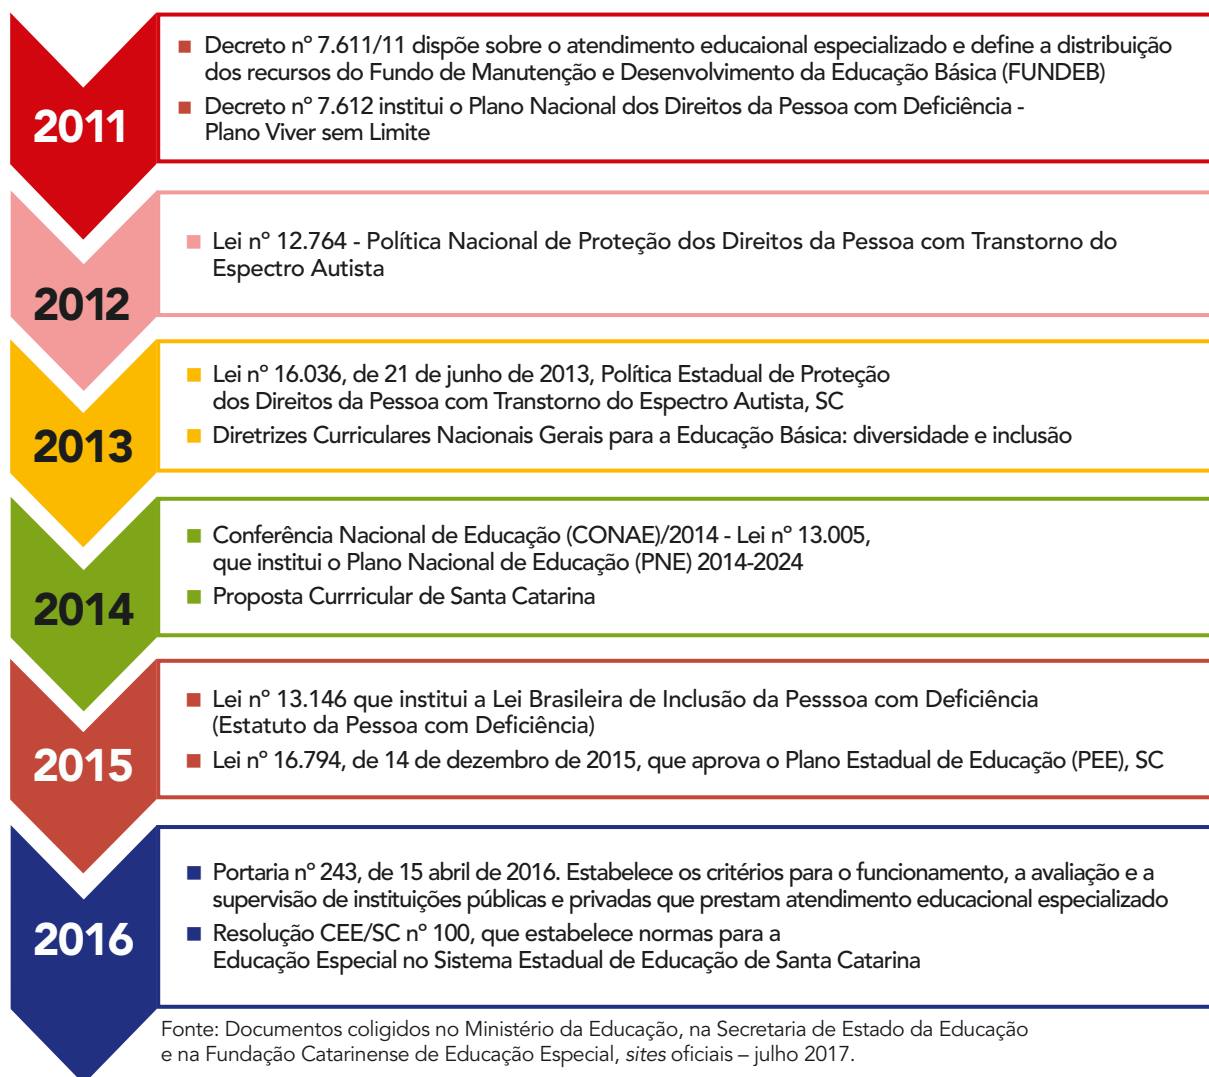 2011
■ Decreto nº 7.611/11 dispõe sobre o atendimento educaional especializado e define a distribuição
dos recursos do Fundo de Manutenção e Desenvolvimento da Educação Básica (FUNDEB)
■ Decreto nº 7.612 institui o Plano Nacional dos Direitos da Pessoa com Deficiência -
Plano Viver sem Limite
2012
■ Lei nº 12.764 - Política Nacional de Proteção dos Direitos da Pessoa com Transtorno do
Espectro Autista
2013
■ Lei nº 16.036, de 21 de junho de 2013, Política Estadual de Proteção
dos Direitos da Pessoa com Transtorno do Espectro Autista, SC
■ Diretrizes Curriculares Nacionais Gerais para a Educação Básica: diversidade e inclusão
2014
■ Conferência Nacional de Educação (CONAE)/2014 - Lei nº 13.005,
que institui o Plano Nacional de Educação (PNE) 2014-2024
■ Proposta Currricular de Santa Catarina
2015
■ Lei nº 13.146 que institui a Lei Brasileira de Inclusão da Pesssoa com Deficiência
(Estatuto da Pessoa com Deficiência)
■ Lei nº 16.794, de 14 de dezembro de 2015, que aprova o Plano Estadual de Educação (PEE), SC
2016
■ Portaria nº 243, de 15 abril de 2016. Estabelece os critérios para o funcionamento, a avaliação e a
supervisão de instituições públicas e privadas que prestam atendimento educacional especializado
■ Resolução CEE/SC nº 100, que estabelece normas para a
Educação Especial no Sistema Estadual de Educação de Santa Catarina
Fonte: Documentos coligidos no Ministério da Educação, na Secretaria de Estado da Educação
e na Fundação Catarinense de Educação Especial, sites oficiais – julho 2017.